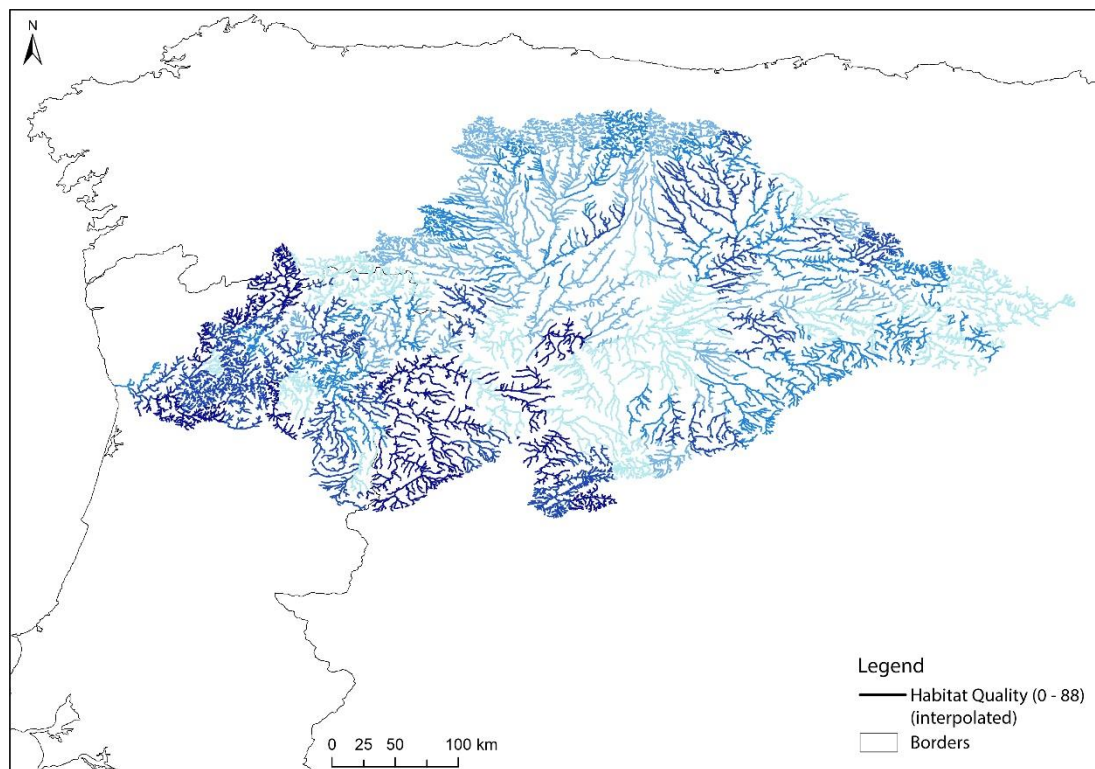 N
Legend
Habitat Quality (0 - 88)
(interpolated)
Borders
0 25 50 100 km